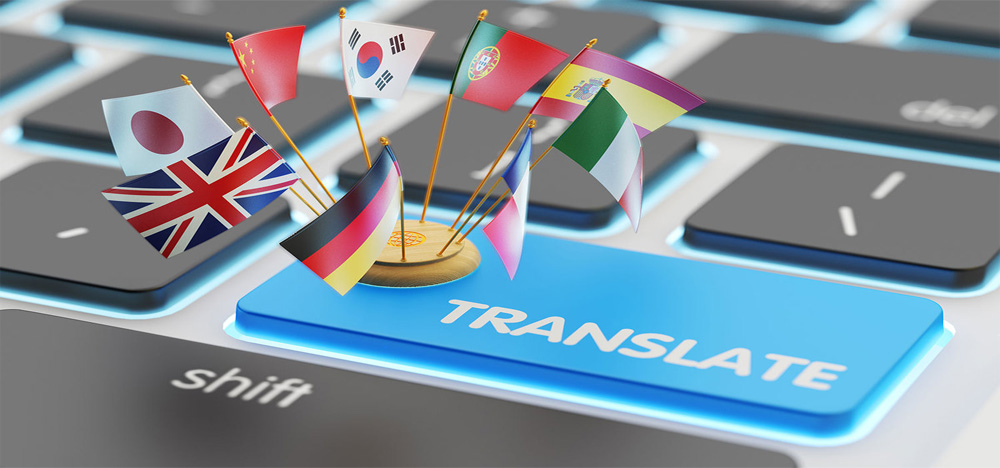 del
TRANSLATE
shift